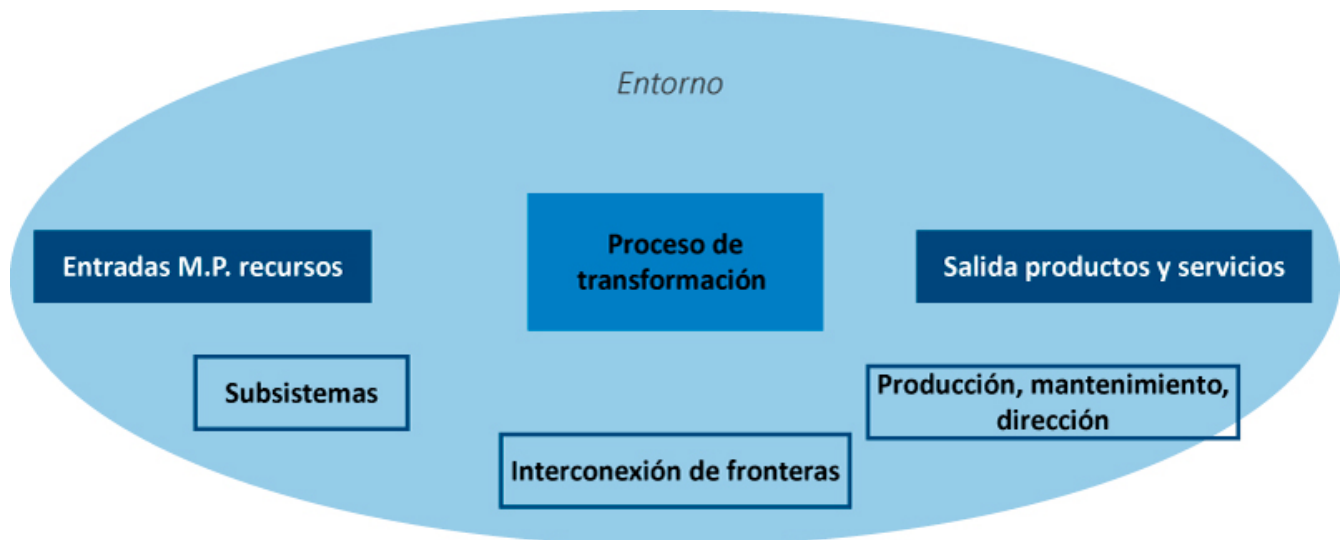 Entorno
Entradas M.P. recursos
Proceso de
transformación
Salida productos y servicios
Subsistemas
Interconexión de fronteras
Producción, mantenimiento,
dirección